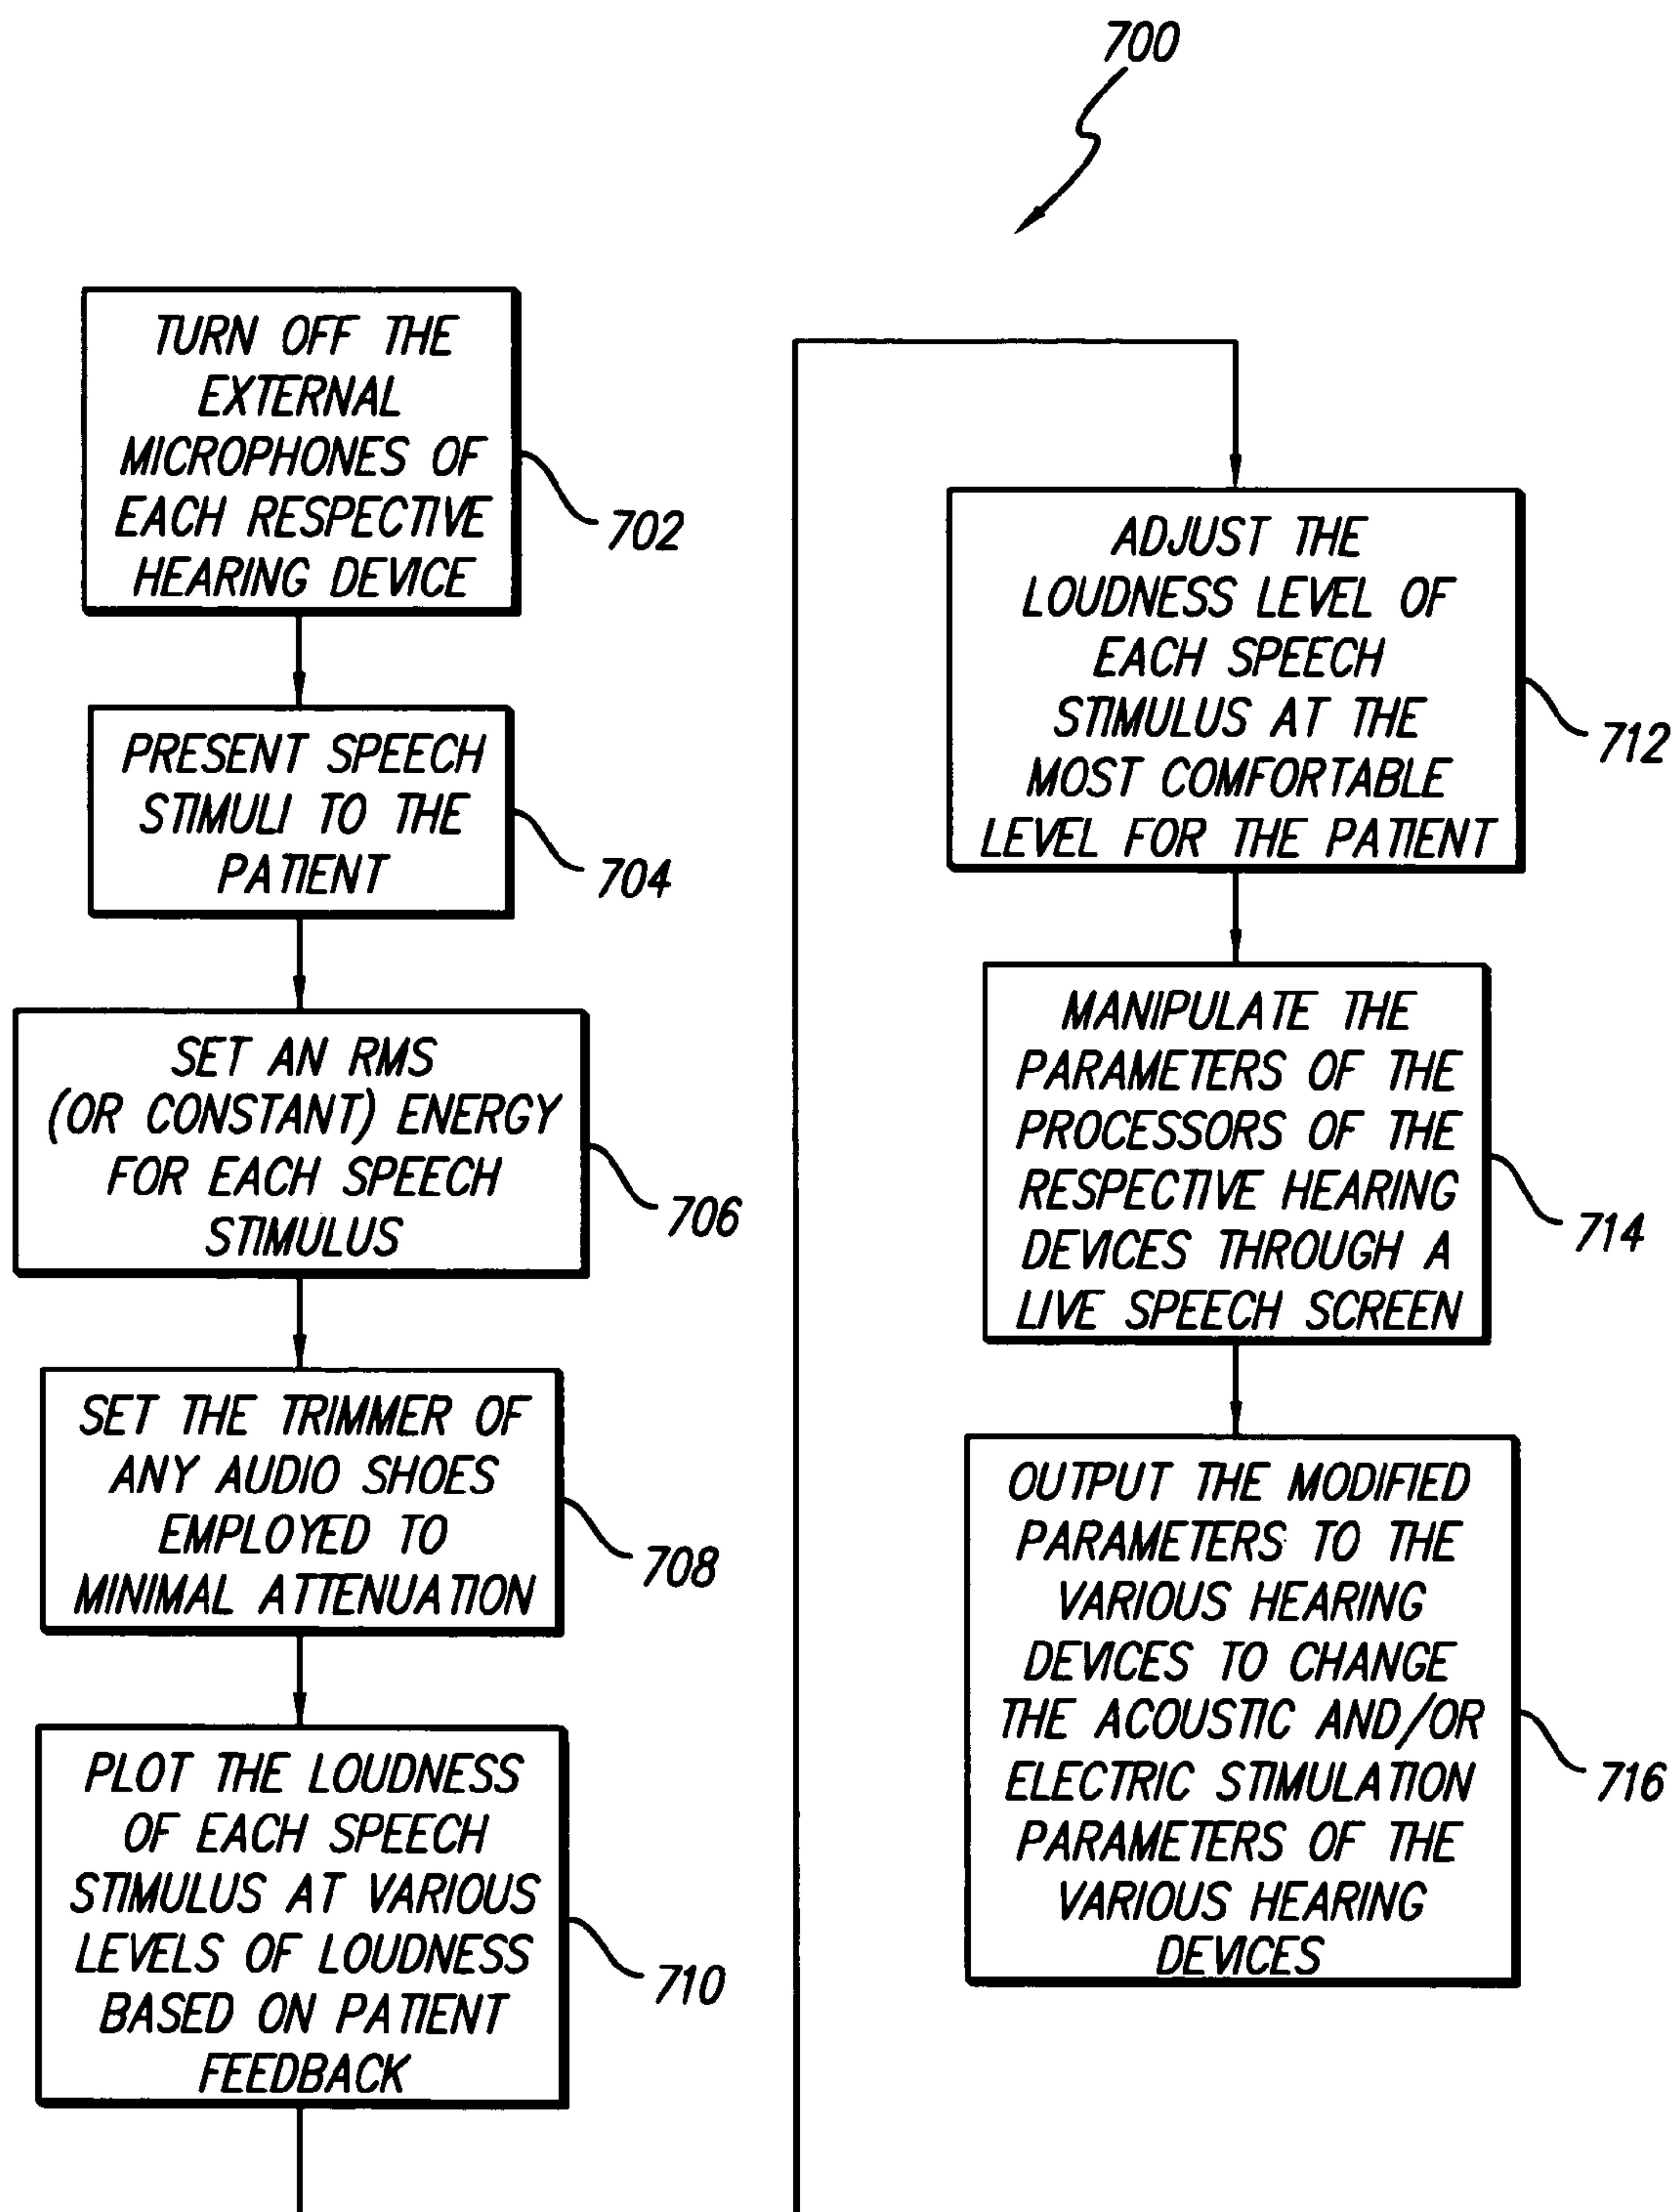 700
TURN OFF THE
EXTERNAL
MICROPHONES OF
EACH RESPECTIVE
HEARING DEVICE
702
PRESENT SPEECH
STIMULI TO THE
PATIENT
704
SET AN RMS
(OR CONSTANT) ENERGY
FOR EACH SPEECH
STIMULUS
706
SET THE TRIMMER OF
ANY AUDIO SHOES
EMPLOYED TO
MINIMAL ATTENUATION
708
PLOT THE LOUDNESS
OF EACH SPEECH
STIMULUS AT VARIOUS
LEVELS OF LOUDNESS
BASED ON PATIENT
FEEDBACK
710
ADJUST THE
LOUDNESS LEVEL OF
EACH SPEECH
STIMULUS AT THE
MOST COMFORTABLE
LEVEL FOR THE PATIENT
712
MANIPULATE THE
PARAMETERS OF THE
PROCESSORS OF THE
RESPECTIVE HEARING
DEVICES THROUGH A
LIVE SPEECH SCREEN
714
OUTPUT THE MODIFIED
PARAMETERS TO THE
VARIOUS HEARING
DEVICES TO CHANGE
THE ACOUSTIC AND/OR
ELECTRIC STIMULATION
PARAMETERS OF THE
VARIOUS HEARING
DEVICES
716